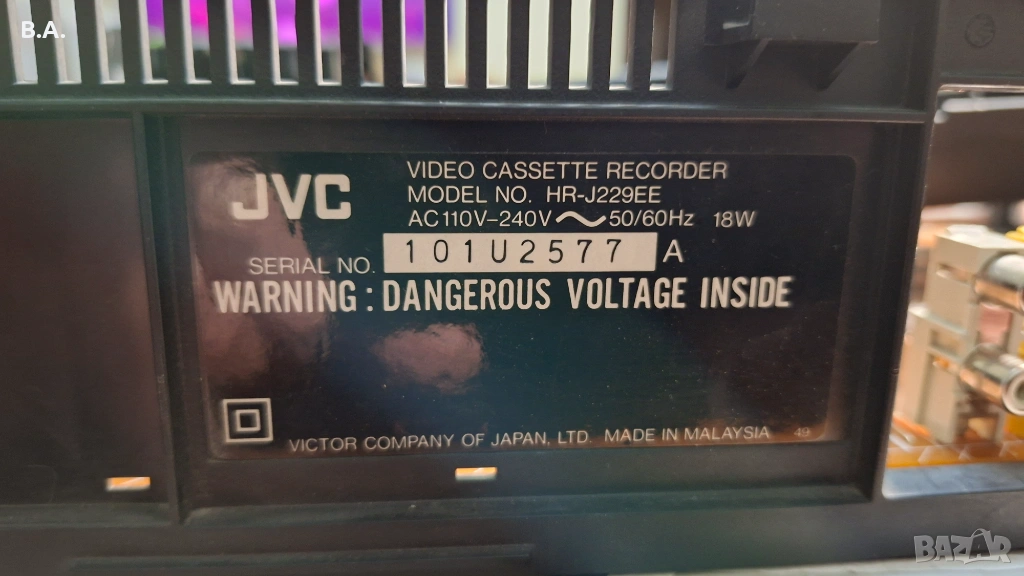 B.A.
JVC
VIDEO CASSETTE RECORDER
MODEL NO. HR-J229EE
AC110V–240V ~ 50/60Hz 18W
SERIAL NO. 101U2577 A
WARNING : DANGEROUS VOLTAGE INSIDE
VICTOR COMPANY OF JAPAN, LTD. MADE IN MALAYSIA 49
BAZAR